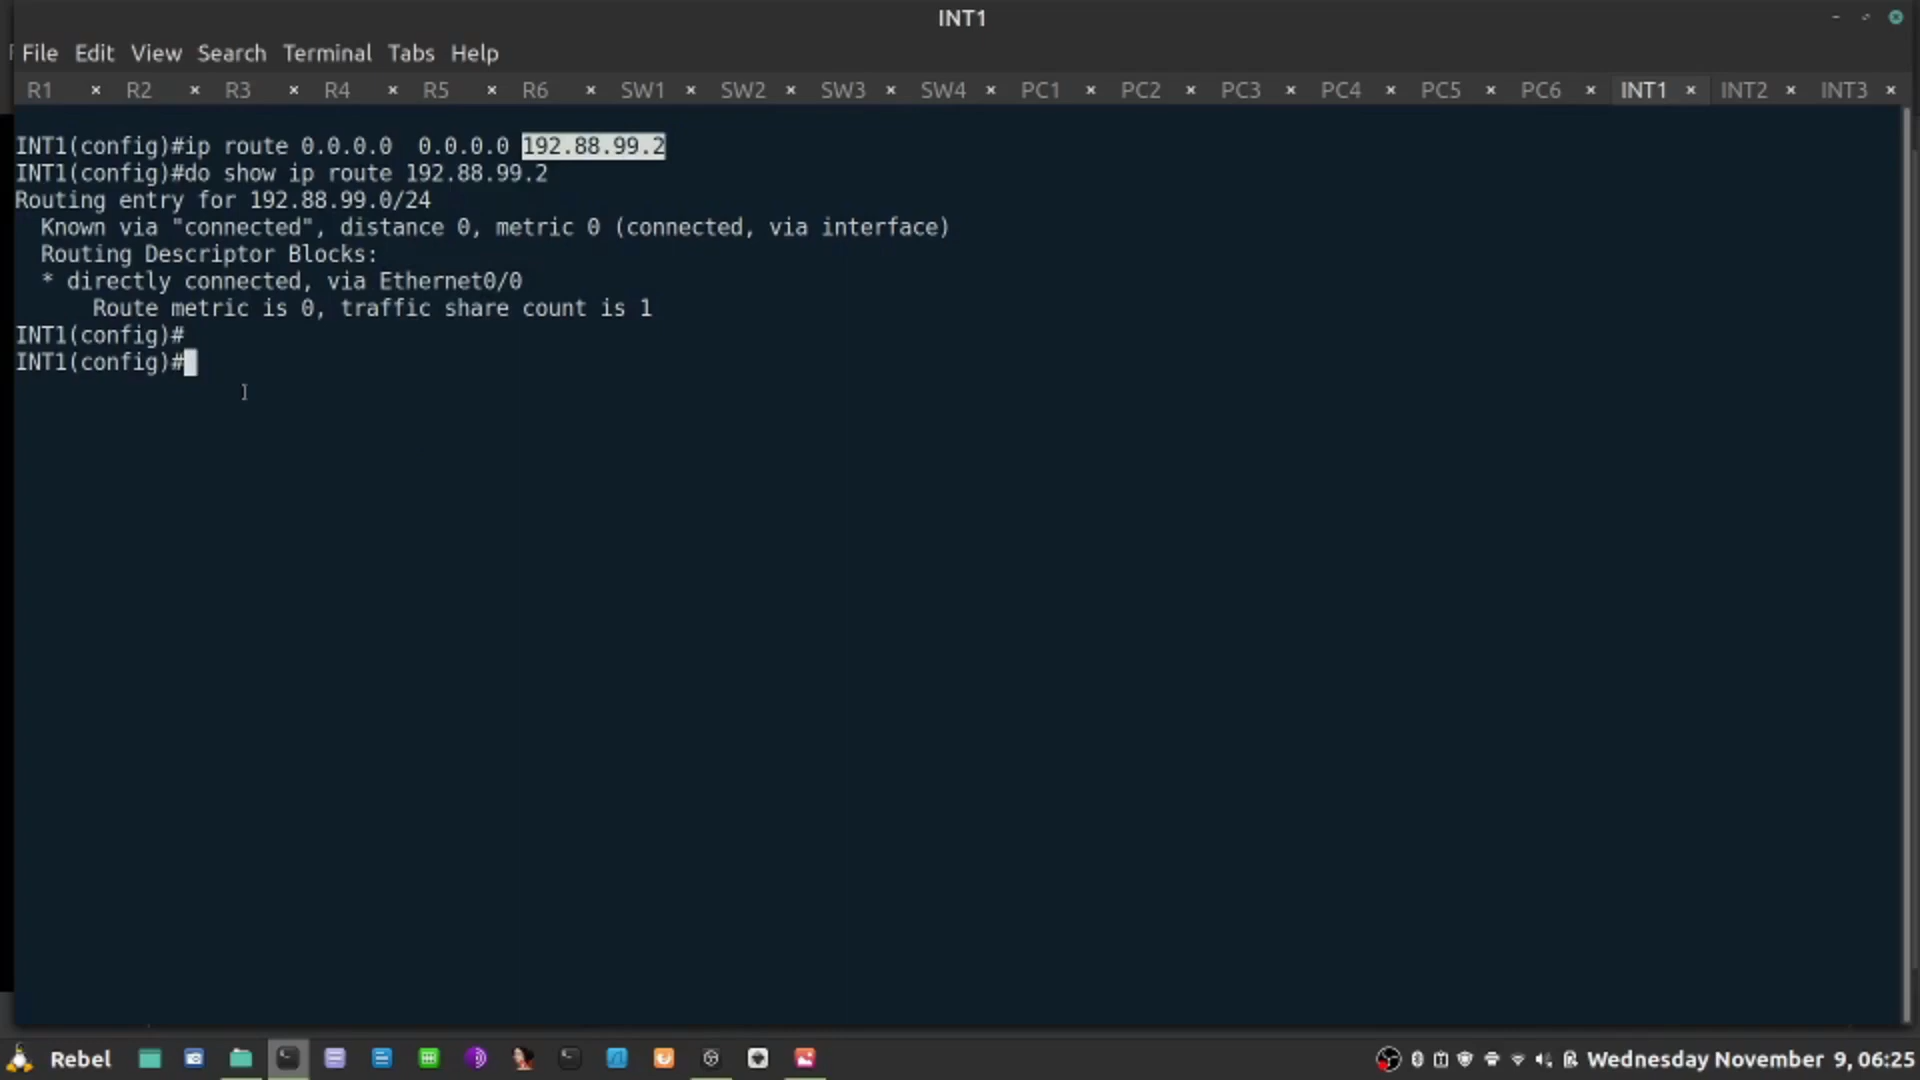 INT1
File Edit View Search Terminal Tabs Help
R1 × R2 × R3 × R4 × R5 × R6 × SW1 × SW2 × SW3 × SW4 × PC1 × PC2 × PC3 × PC4 × PC5 × PC6 × INT1 × INT2 × INT3 ×
INT1(config)#ip route 0.0.0.0  0.0.0.0 192.88.99.2
INT1(config)#do show ip route 192.88.99.2
Routing entry for 192.88.99.0/24
  Known via "connected", distance 0, metric 0 (connected, via interface)
  Routing Descriptor Blocks:
  * directly connected, via Ethernet0/0
      Route metric is 0, traffic share count is 1
INT1(config)#
INT1(config)#
Rebel
Wednesday November  9, 06:25